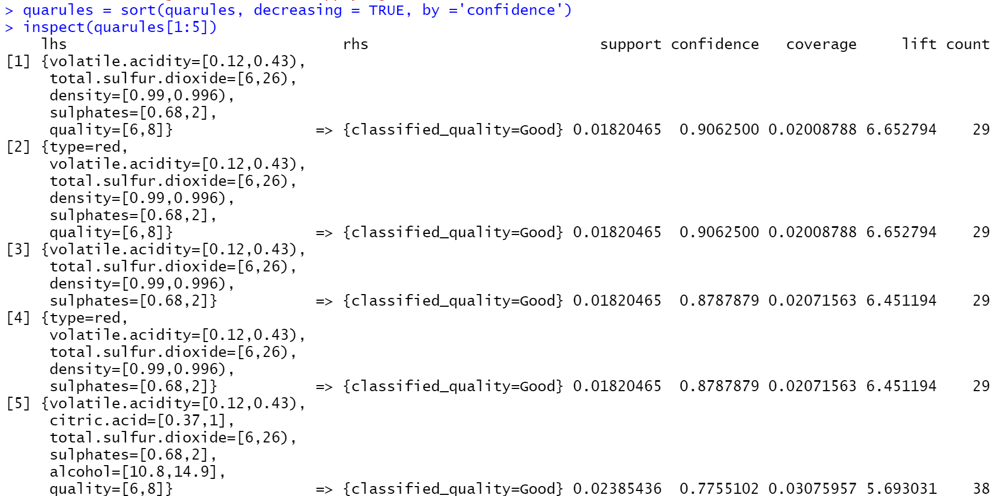 > quarules = sort(quarules, decreasing = TRUE, by ='confidence')
> inspect(quarules[1:5])
    lhs                               rhs                          support confidence   coverage     lift count
[1] {volatile.acidity=[0.12,0.43),
     total.sulfur.dioxide=[6,26),
     density=[0.99,0.996),
     sulphates=[0.68,2],
     quality=[6,8]}                => {classified_quality=Good} 0.01820465  0.9062500 0.02008788 6.652794    29
[2] {type=red,
     volatile.acidity=[0.12,0.43),
     total.sulfur.dioxide=[6,26),
     density=[0.99,0.996),
     sulphates=[0.68,2],
     quality=[6,8]}                => {classified_quality=Good} 0.01820465  0.9062500 0.02008788 6.652794    29
[3] {volatile.acidity=[0.12,0.43),
     total.sulfur.dioxide=[6,26),
     density=[0.99,0.996),
     sulphates=[0.68,2]}           => {classified_quality=Good} 0.01820465  0.8787879 0.02071563 6.451194    29
[4] {type=red,
     volatile.acidity=[0.12,0.43),
     total.sulfur.dioxide=[6,26),
     density=[0.99,0.996),
     sulphates=[0.68,2]}           => {classified_quality=Good} 0.01820465  0.8787879 0.02071563 6.451194    29
[5] {volatile.acidity=[0.12,0.43),
     citric.acid=[0.37,1],
     total.sulfur.dioxide=[6,26),
     sulphates=[0.68,2],
     alcohol=[10.8,14.9],
     quality=[6,8]}                => {classified_quality=Good} 0.02385436  0.7755102 0.03075957 5.693031    38